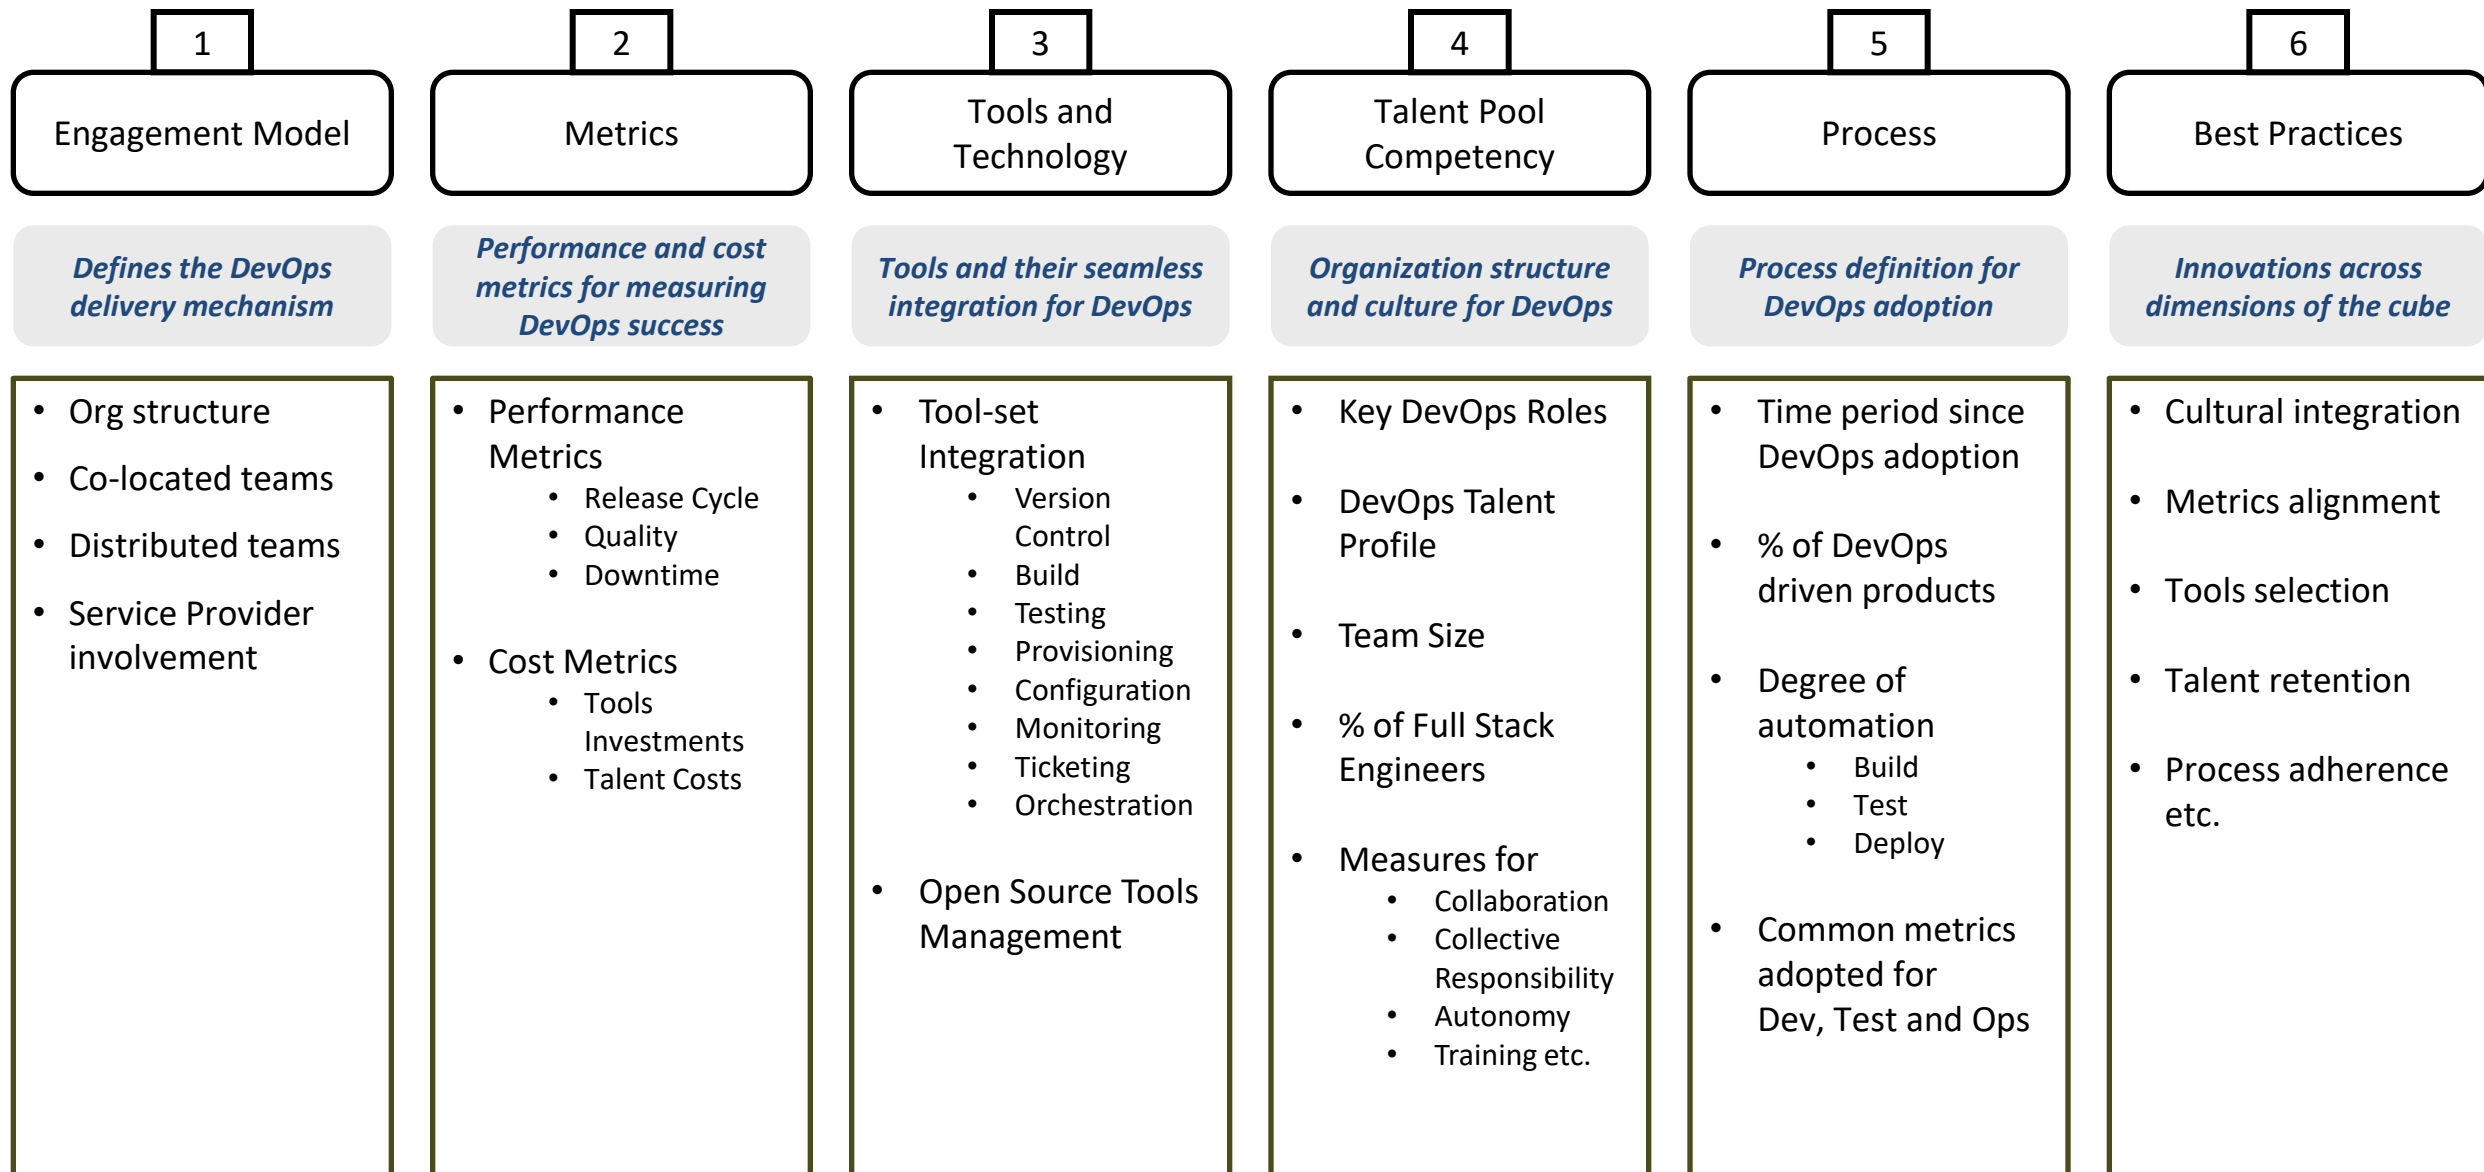 1
Engagement Model
Defines the DevOps
delivery mechanism
• Org structure
• Co-located teams
• Distributed teams
• Service Provider
involvement
2
Metrics
Performance and cost
metrics for measuring
DevOps success
• Performance
Metrics
• Release Cycle
• Quality
• Downtime
• Cost Metrics
• Tools
Investments
• Talent Costs
3
Tools and
Technology
Tools and their seamless
integration for DevOps
• Tool-set
Integration
• Version
Control
• Build
• Testing
• Provisioning
• Configuration
• Monitoring
• Ticketing
• Orchestration
• Open Source Tools
Management
4
Talent Pool
Competency
Organization structure
and culture for DevOps
• Key DevOps Roles
• DevOps Talent
Profile
• Team Size
• % of Full Stack
Engineers
• Measures for
• Collaboration
• Collective
Responsibility
• Autonomy
• Training etc.
5
Process
Process definition for
DevOps adoption
• Time period since
DevOps adoption
• % of DevOps
driven products
• Degree of
automation
• Build
• Test
• Deploy
• Common metrics
adopted for
Dev, Test and Ops
6
Best Practices
Innovations across
dimensions of the cube
• Cultural integration
• Metrics alignment
• Tools selection
• Talent retention
• Process adherence
etc.